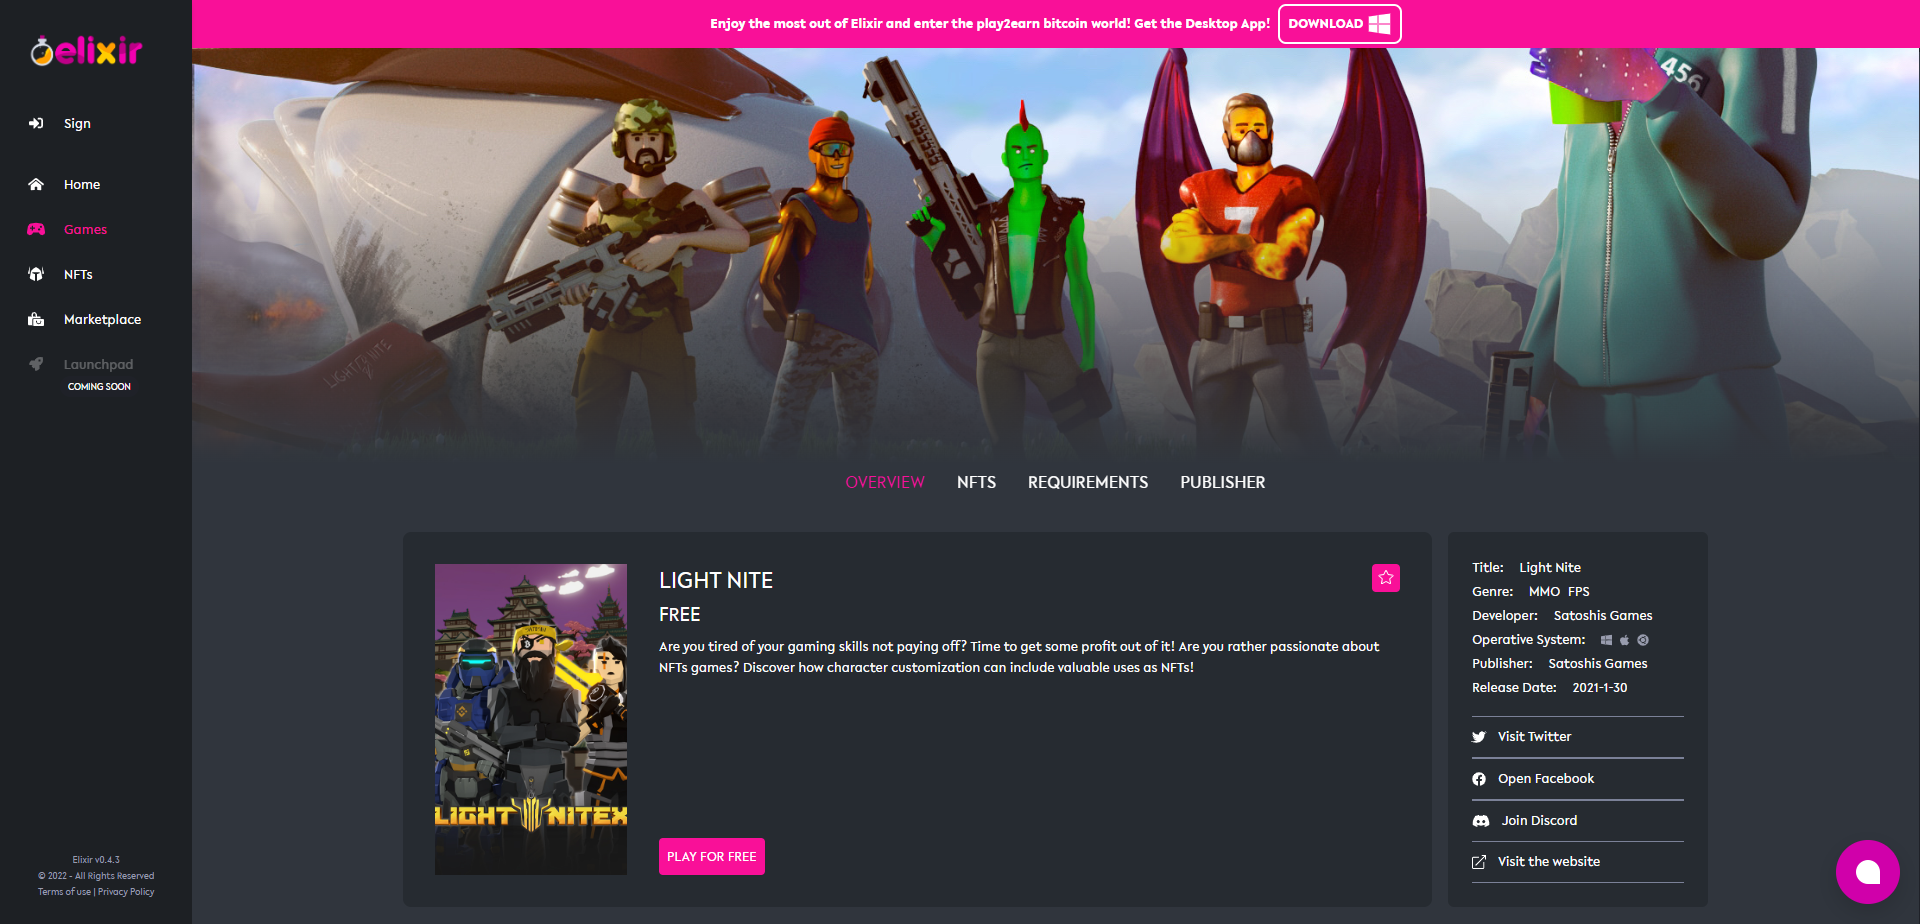 Enjoy the most out of Elixir and enter the play2earn bitcoin world! Get the Desktop App!
DOWNLOAD
elixir
Sign
Home
Games
NFTs
Marketplace
Launchpad
COMING SOON
456
7
LIGHT NITE
OVERVIEW
NFTS
REQUIREMENTS
PUBLISHER
LIGHT NITEX
LIGHT NITE
FREE
Are you tired of your gaming skills not paying off? Time to get some profit out of it! Are you rather passionate about
NFTs games? Discover how character customization can include valuable uses as NFTs!
PLAY FOR FREE
Title: Light Nite
Genre: MMO FPS
Developer: Satoshis Games
Operative System:
Publisher: Satoshis Games
Release Date: 2021-1-30
Visit Twitter
Open Facebook
Join Discord
Visit the website
Elixir v0.4.3
© 2022 - All Rights Reserved
Terms of use | Privacy Policy